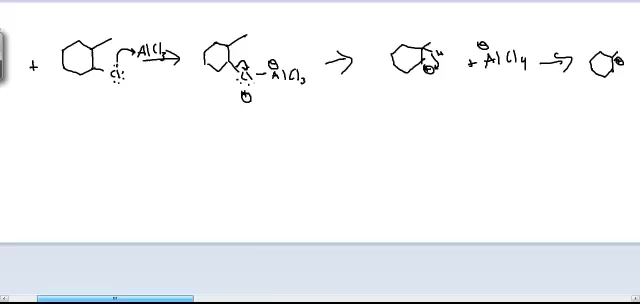 + :Cl: AlCl3 → Cl: ⊖ – AlCl3 ⊕ → H ⊕ + ⊖ AlCl4 → ⊕